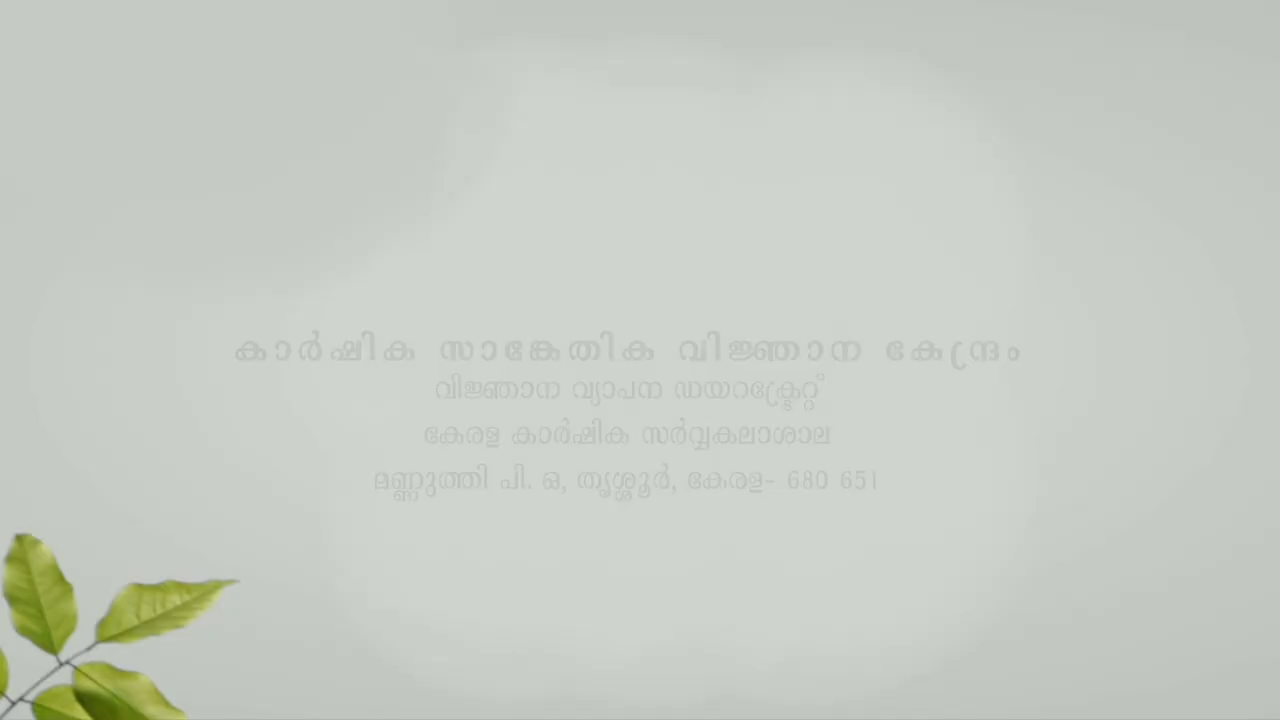 കാർഷിക സാങ്കേതിക വിജ്ഞാന കേന്ദ്രം
വിജ്ഞാന വ്യാപന ഡയറക്ട്രേറ്റ്
കേരള കാർഷിക സർവ്വകലാശാല
മണ്ണുത്തി പി. ഒ, തൃശ്ശൂർ, കേരള- 680 651